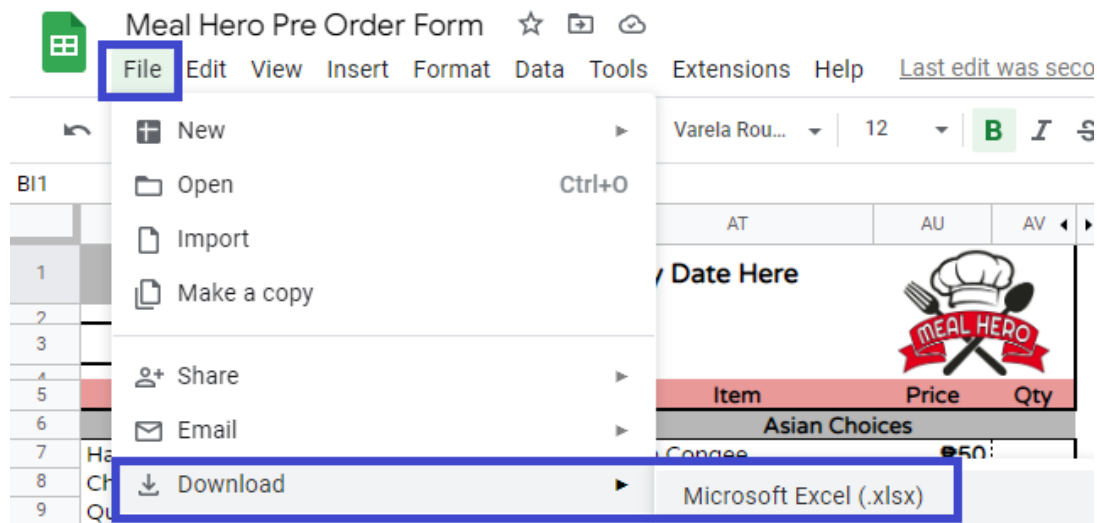 Meal Hero Pre Order Form
File Edit View Insert Format Data Tools Extensions Help Last edit was seco
Varela Rou... 12 B I S
BI1
New
Open Ctrl+O
Import
Make a copy
Share
Email
Download
Microsoft Excel (.xlsx)
AT AU AV
1 Date Here
MEAL HERO
2
3
4
5 Item Price Qty
6 Asian Choices
7 Ha Congee ₱50
8 Ch
9 Qu